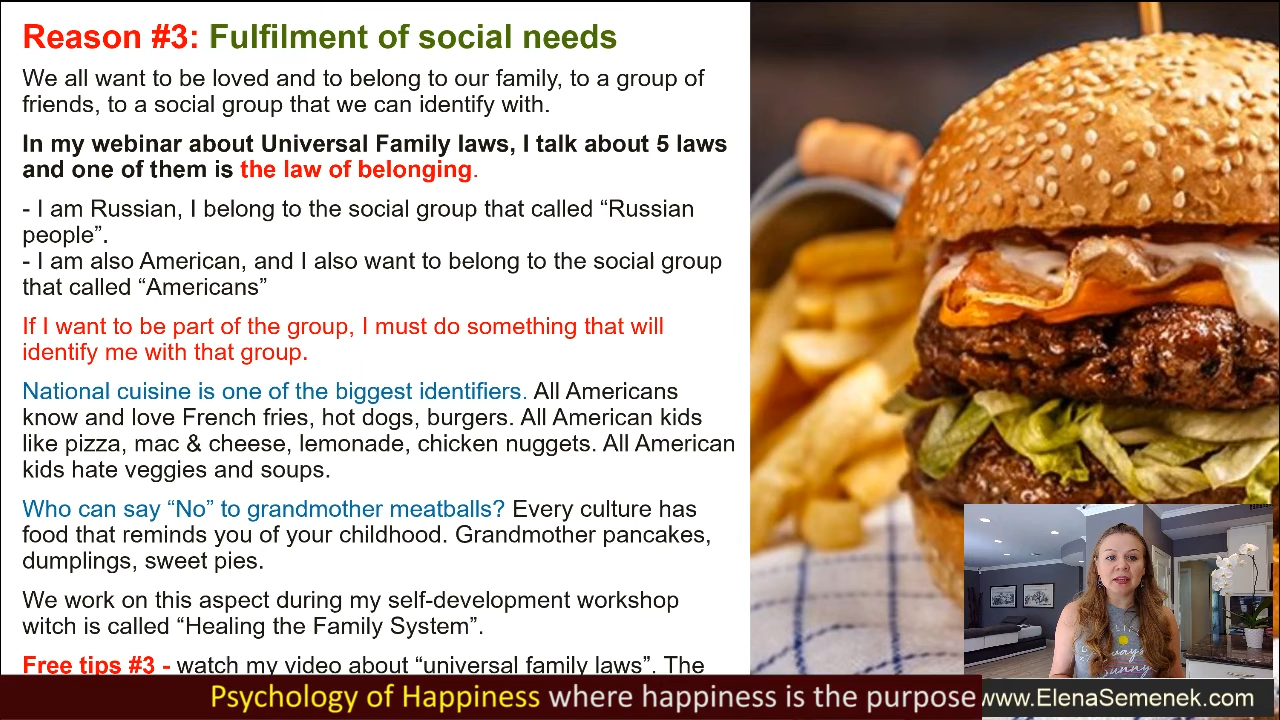 Reason #3: Fulfilment of social needs
We all want to be loved and to belong to our family, to a group of
friends, to a social group that we can identify with.
In my webinar about Universal Family laws, I talk about 5 laws
and one of them is the law of belonging.
- I am Russian, I belong to the social group that called “Russian
people”.
- I am also American, and I also want to belong to the social group
that called “Americans”
If I want to be part of the group, I must do something that will
identify me with that group.
National cuisine is one of the biggest identifiers. All Americans
know and love French fries, hot dogs, burgers. All American kids
like pizza, mac & cheese, lemonade, chicken nuggets. All American
kids hate veggies and soups.
Who can say “No” to grandmother meatballs? Every culture has
food that reminds you of your childhood. Grandmother pancakes,
dumplings, sweet pies.
We work on this aspect during my self-development workshop
witch is called “Healing the Family System”.
Free tips #3 - watch my video about “universal family laws”. The
always
sunny
Psychology of Happiness where happiness is the purpose
www.ElenaSemenek.com